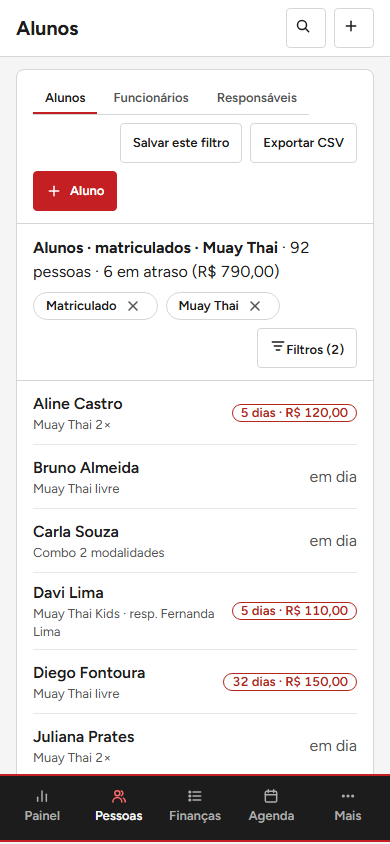 Alunos
Alunos Funcionários Responsáveis
Salvar este filtro Exportar CSV
+ Aluno
Alunos · matriculados · Muay Thai · 92
pessoas · 6 em atraso (R$ 790,00)
Matriculado × Muay Thai ×
Filtros (2)
Aline Castro
Muay Thai 2×
5 dias · R$ 120,00
Bruno Almeida
Muay Thai livre
em dia
Carla Souza
Combo 2 modalidades
em dia
Davi Lima
Muay Thai Kids · resp. Fernanda
Lima
5 dias · R$ 110,00
Diego Fontoura
Muay Thai livre
32 dias · R$ 150,00
Juliana Prates
Muay Thai 2×
em dia
Painel Pessoas Finanças Agenda Mais